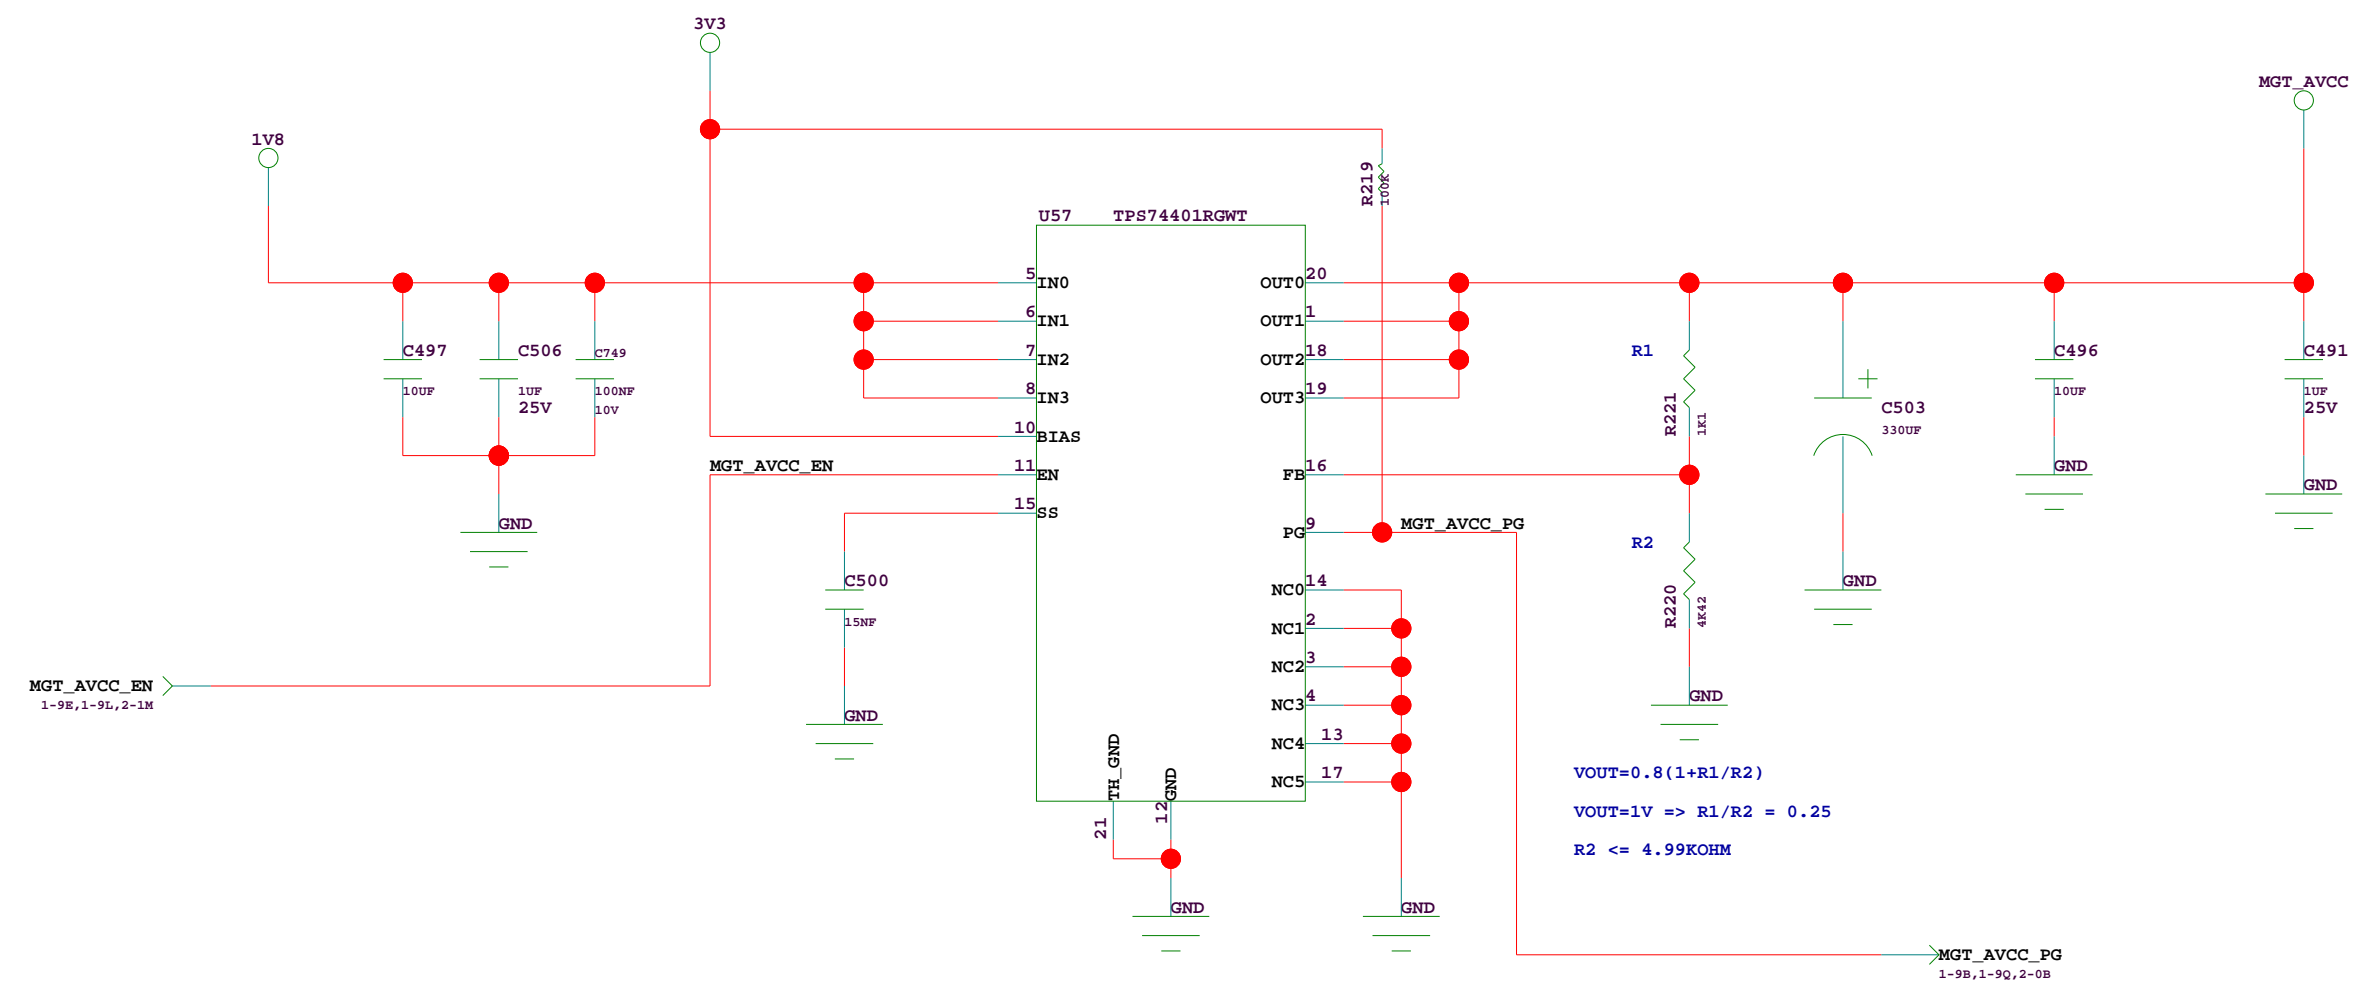 3V3
MGT_AVCC
1V8
R219
100K
U57 TPS74401RGWT
5 IN0
6 IN1
7 IN2
8 IN3
10 BIAS
MGT_AVCC_EN 11 EN
15 SS
OUT0 20
OUT1 1
OUT2 18
OUT3 19
FB 16
PG 9 MGT_AVCC_PG
NC0 14
NC1 2
NC2 3
NC3 4
NC4 13
NC5 17
TH_GND 21
GND 12
GND
GND
C497
10UF
C506
1UF
25V
C749
100NF
10V
GND
C500
15NF
GND
MGT_AVCC_EN
1-9E,1-9L,2-1M
R1
R221
1K1
R2
R220
4K42
GND
C503
330UF
GND
C496
10UF
GND
C491
1UF
25V
GND
VOUT=0.8(1+R1/R2)
VOUT=1V => R1/R2 = 0.25
R2 <= 4.99KOHM
MGT_AVCC_PG
1-9B,1-9Q,2-0B